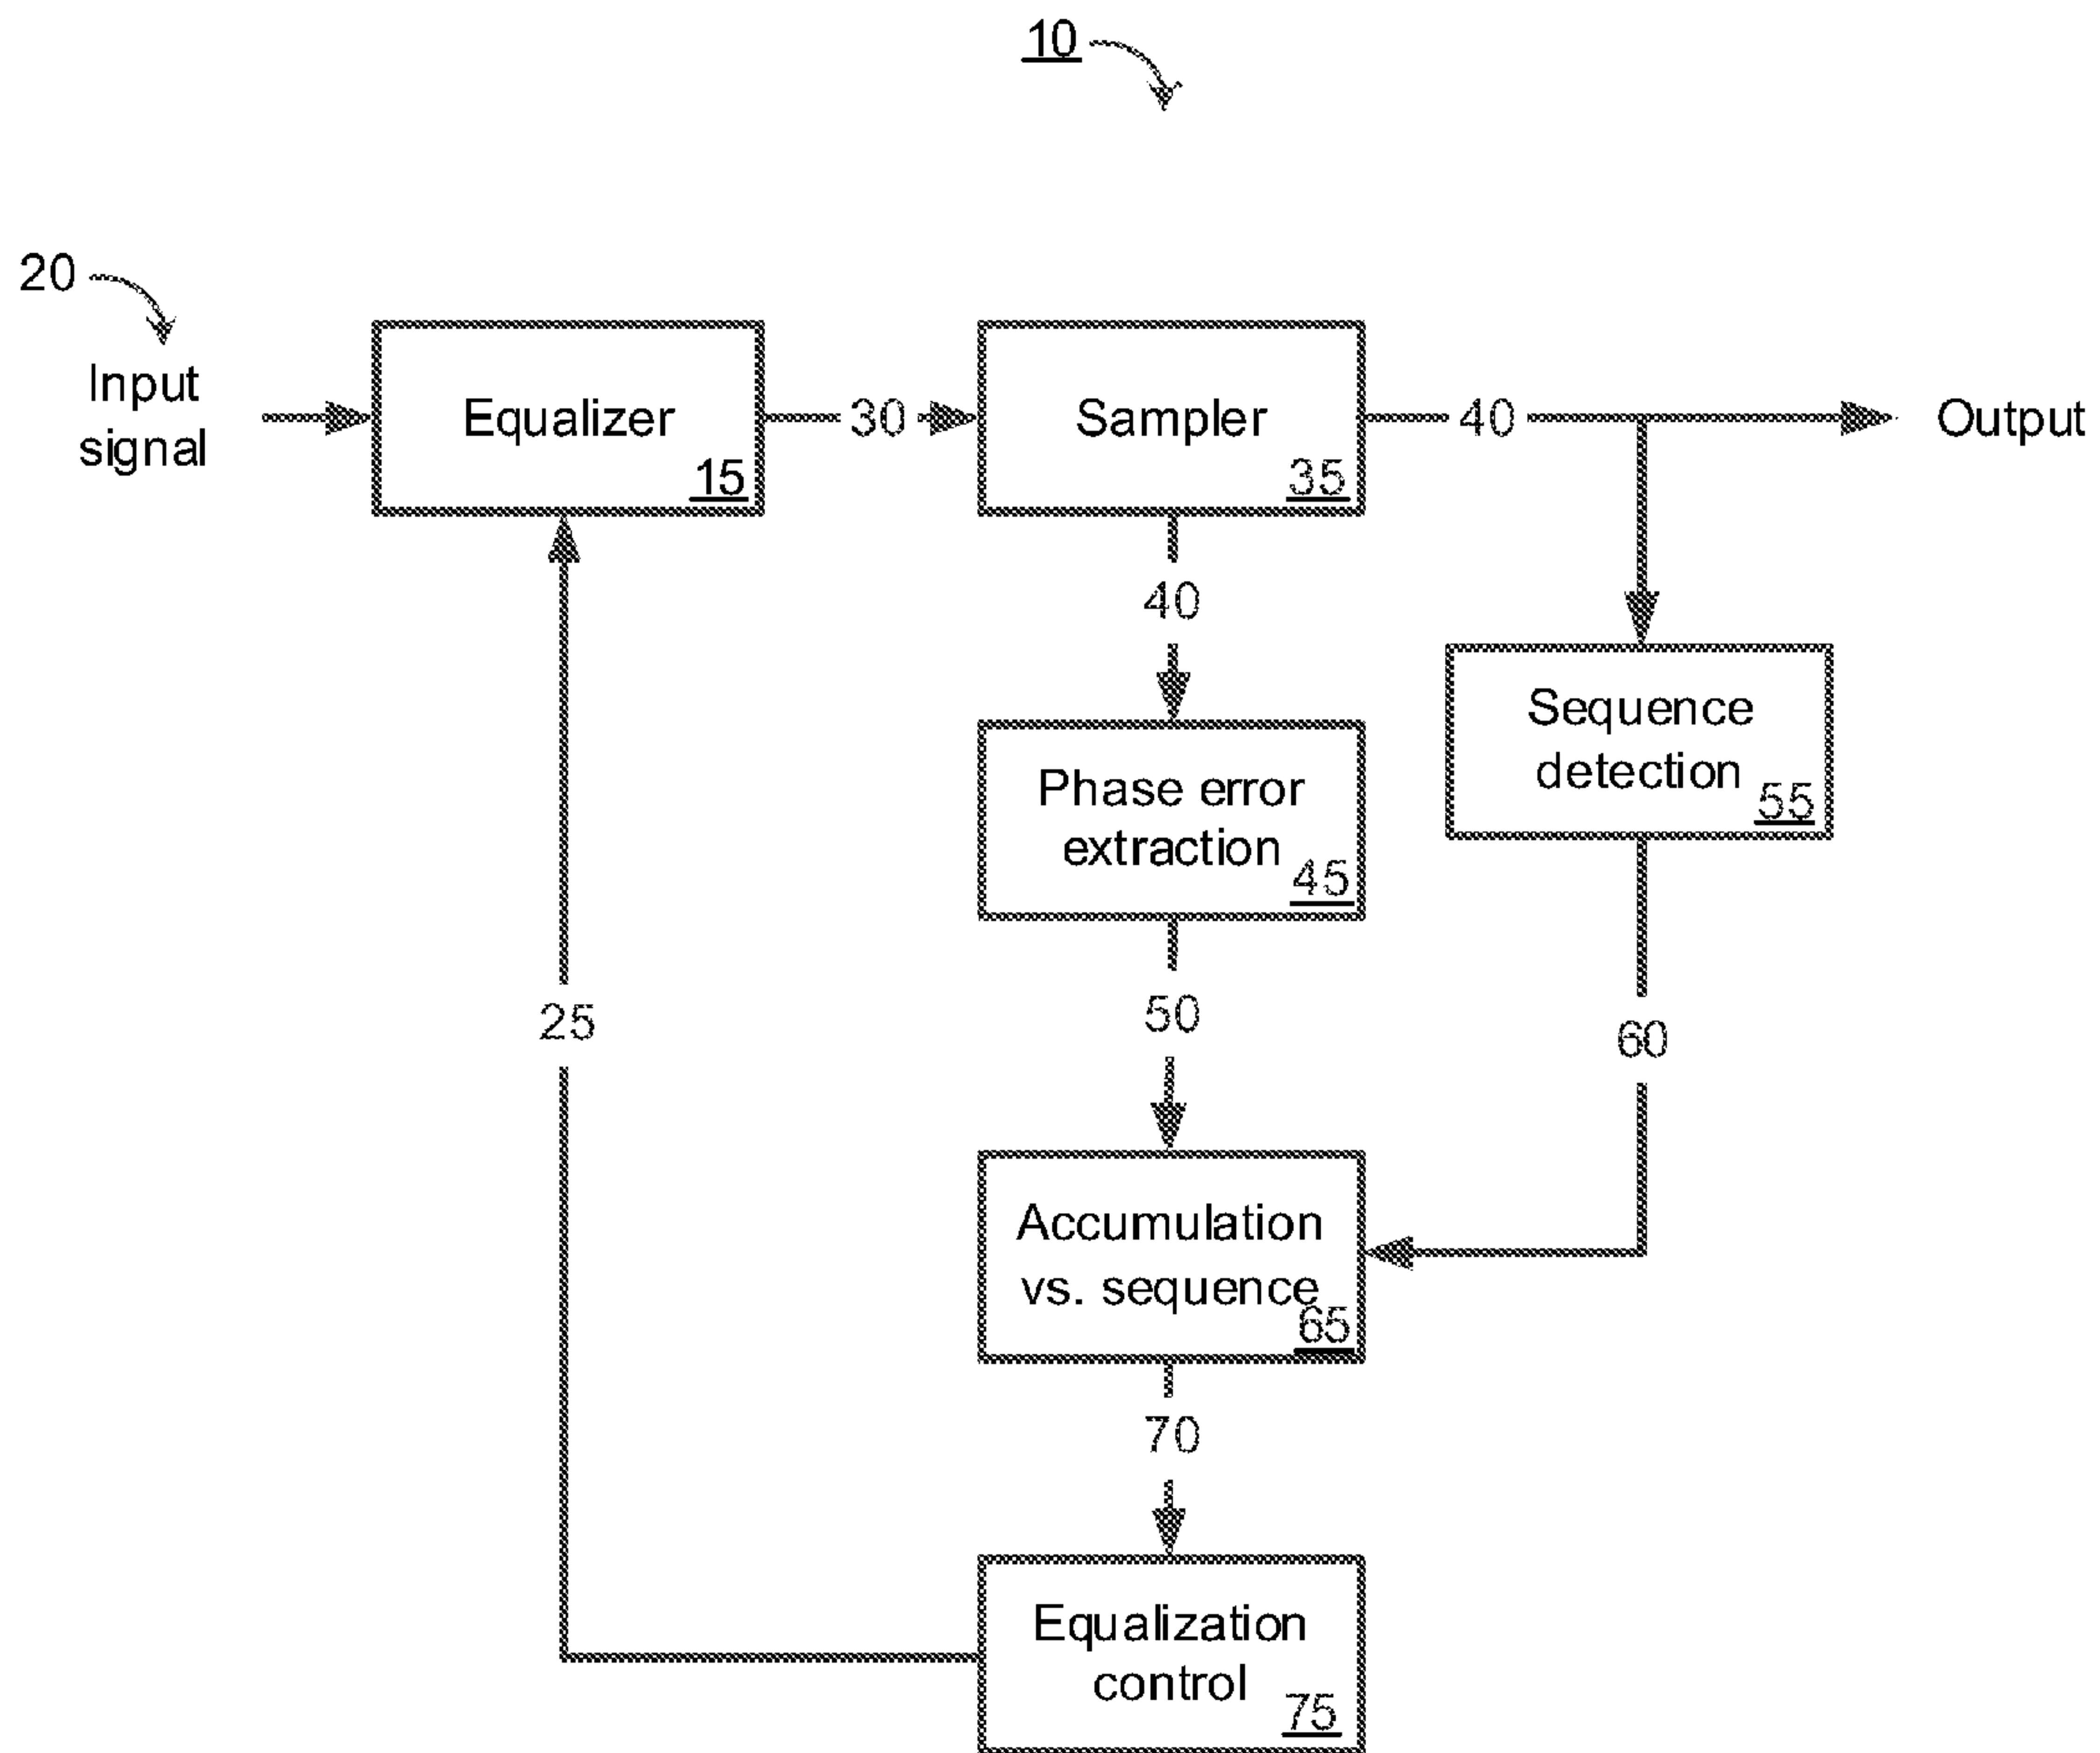 10
20
Input
signal
Equalizer
15
30
Sampler
35
40
Output
40
Sequence
detection
55
Phase error
extraction
45
25
50
60
Accumulation
vs. sequence
65
70
Equalization
control
75